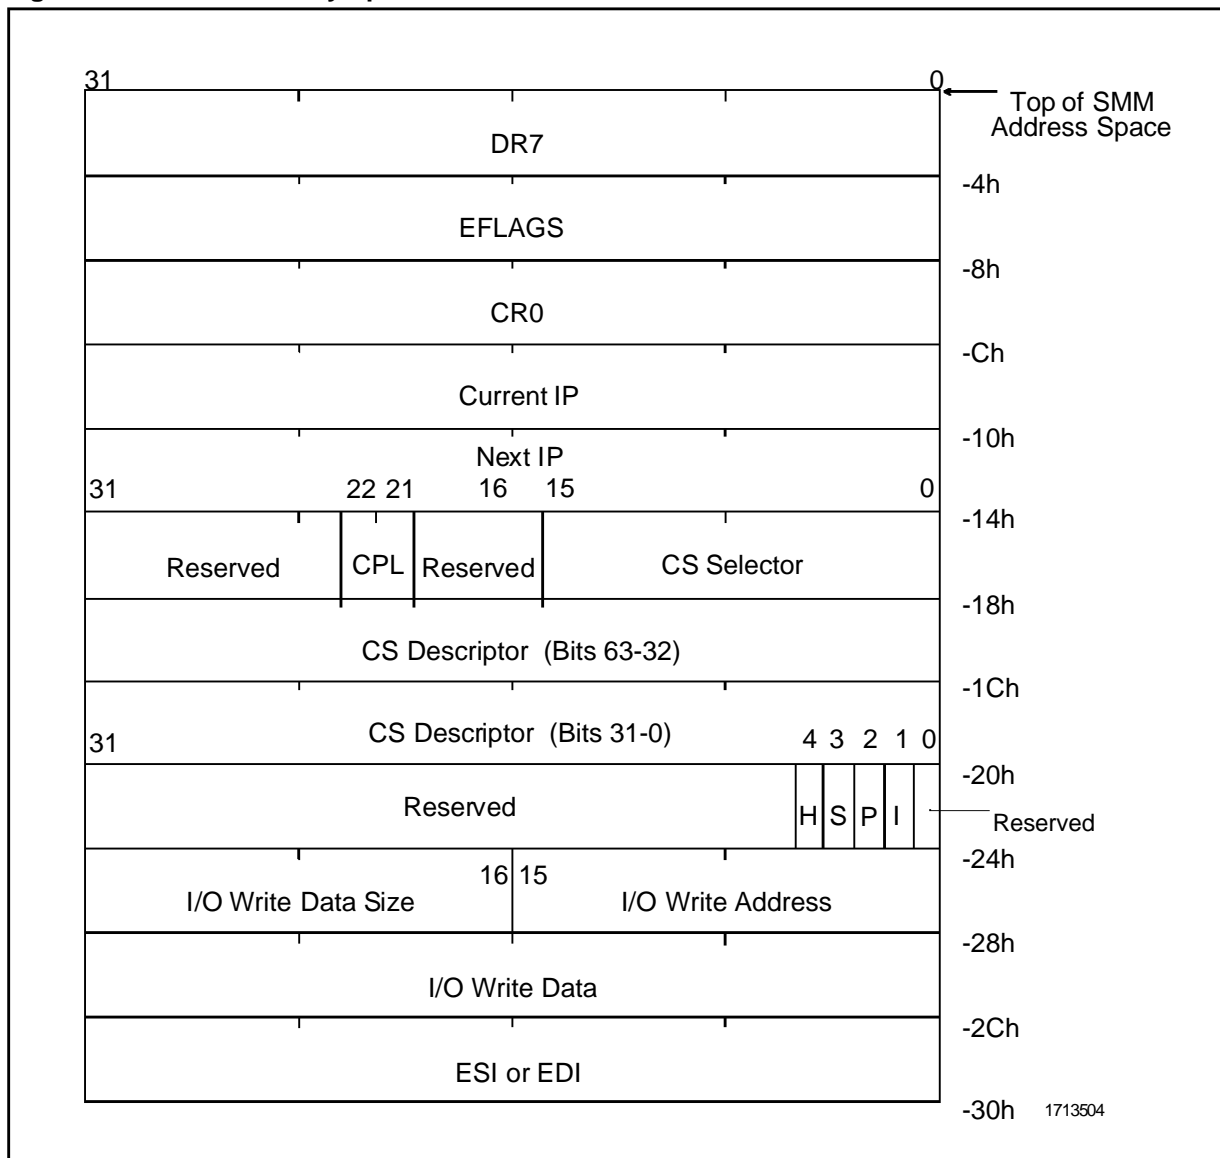 31 0
Top of SMM
Address Space
DR7
-4h
EFLAGS
-8h
CR0
-Ch
Current IP
-10h
Next IP
31 22 21 16 15 0
-14h
Reserved CPL Reserved CS Selector
-18h
CS Descriptor (Bits 63-32)
-1Ch
CS Descriptor (Bits 31-0)
31 4 3 2 1 0
-20h
Reserved H S P I Reserved
-24h
16 15
I/O Write Data Size I/O Write Address
-28h
I/O Write Data
-2Ch
ESI or EDI
-30h 1713504